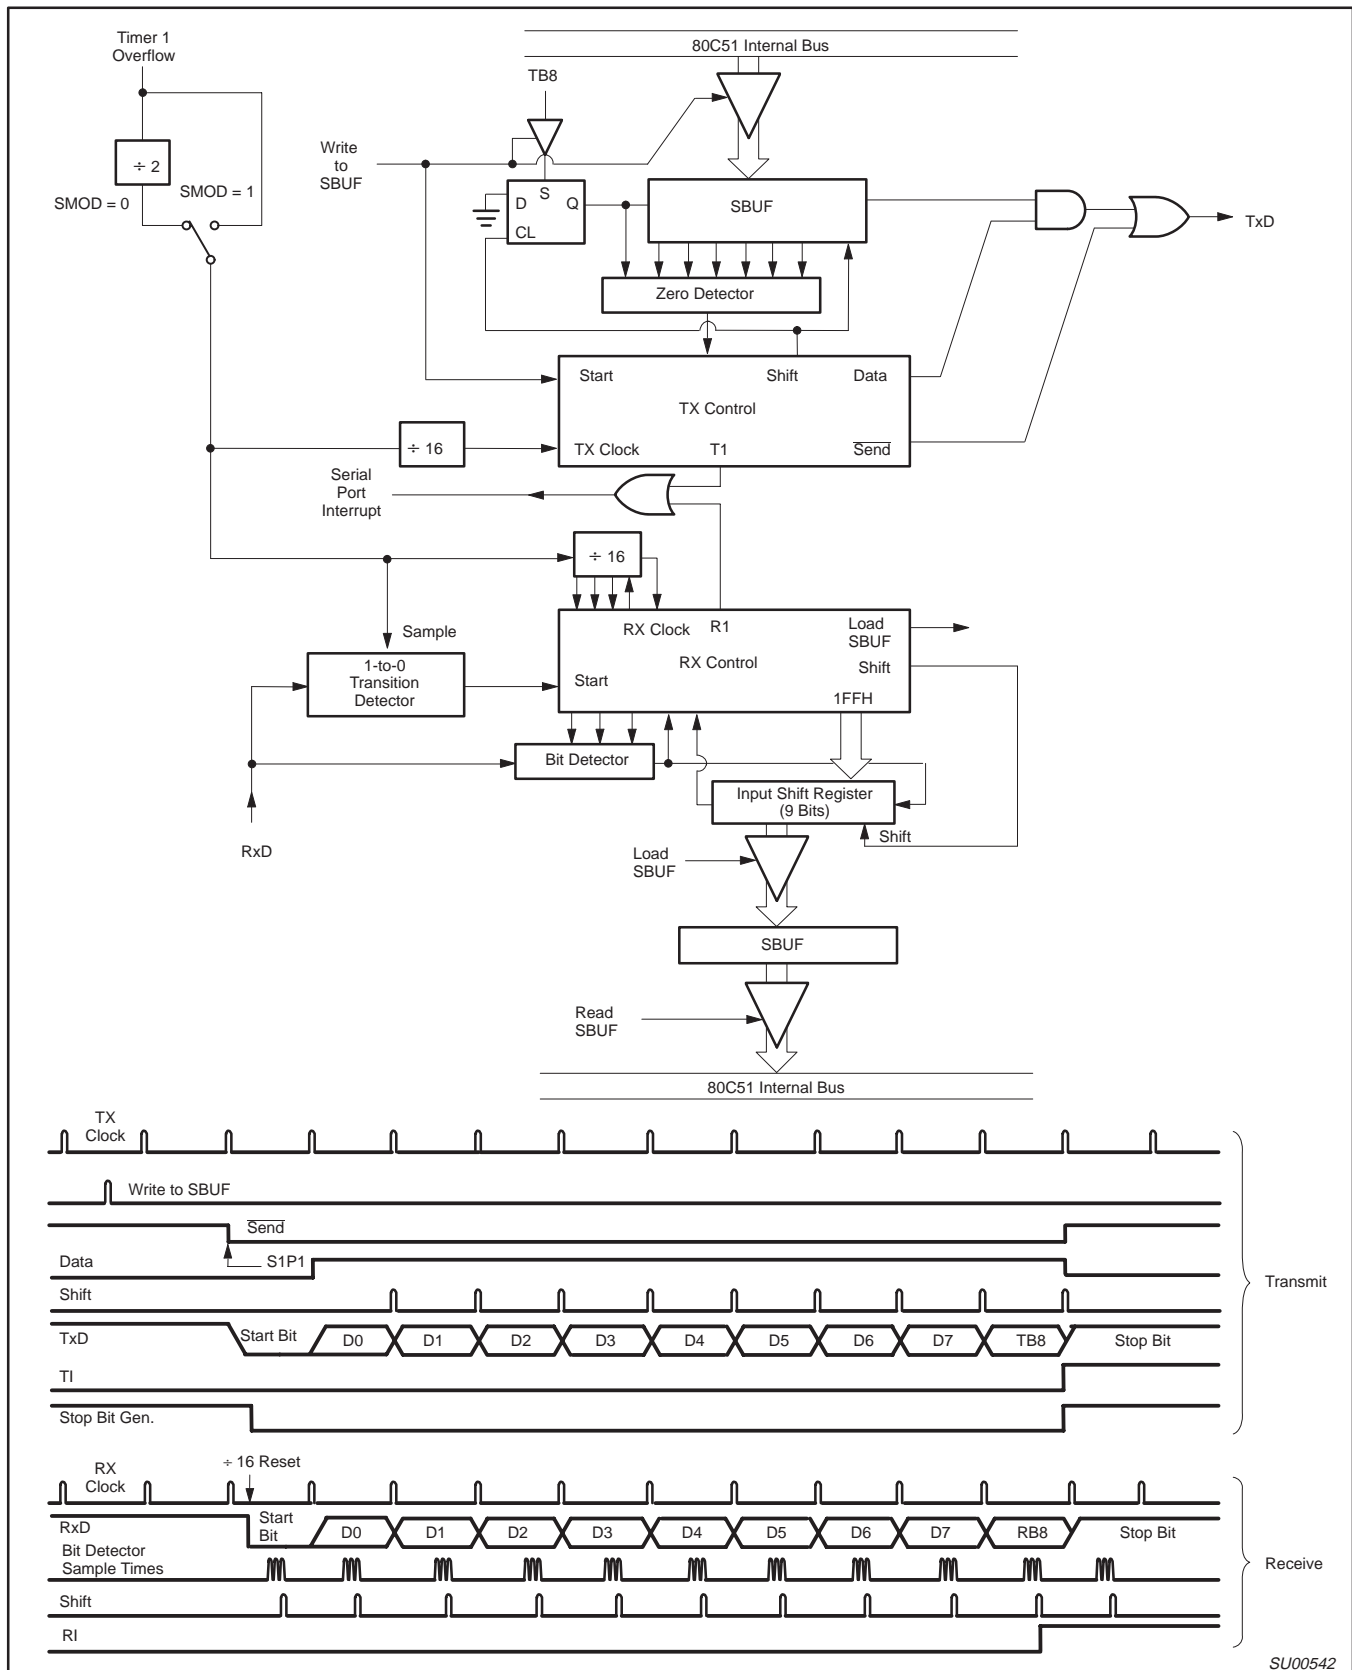 Timer 1
Overflow
80C51 Internal Bus
TB8
÷ 2
Write
to
SBUF
SMOD = 1
SMOD = 0
S
D
Q
CL
SBUF
TxD
Zero Detector
Start
Shift
Data
TX Control
÷ 16
TX Clock
T1
Send
Serial
Port
Interrupt
÷ 16
Sample
RX Clock
R1
Load
SBUF
RX Control
Shift
1-to-0
Transition
Detector
Start
1FFH
Bit Detector
Input Shift Register
(9 Bits)
Shift
RxD
Load
SBUF
SBUF
Read
SBUF
80C51 Internal Bus
TX
Clock
Write to SBUF
Send
Data
S1P1
Transmit
Shift
TxD
Start Bit
D0
D1
D2
D3
D4
D5
D6
D7
TB8
Stop Bit
TI
Stop Bit Gen.
RX
Clock
÷ 16 Reset
RxD
Start
Bit
D0
D1
D2
D3
D4
D5
D6
D7
RB8
Stop Bit
Bit Detector
Sample Times
Receive
Shift
RI
SU00542